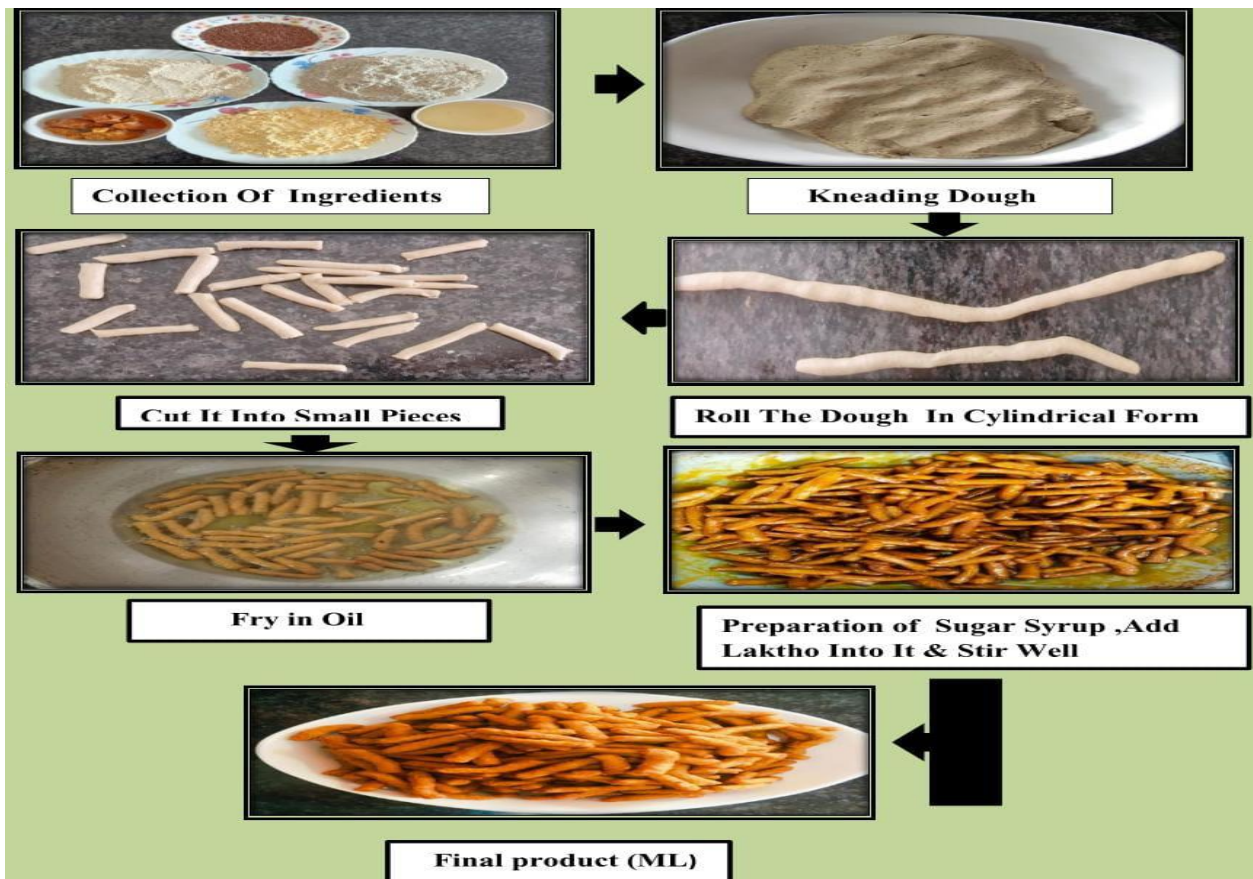 Collection Of Ingredients
Kneading Dough
Roll The Dough In Cylindrical Form
Cut It Into Small Pieces
Fry in Oil
Preparation of Sugar Syrup ,Add
Laktho Into It & Stir Well
Final product (ML)